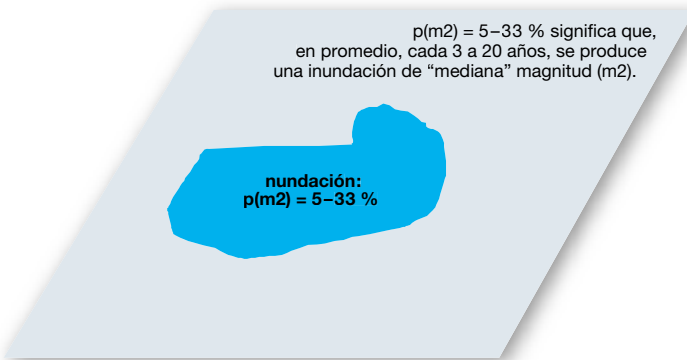 p(m2) = 5–33 % significa que,
en promedio, cada 3 a 20 años, se produce
una inundación de “mediana” magnitud (m2).
nundación:
p(m2) = 5–33 %